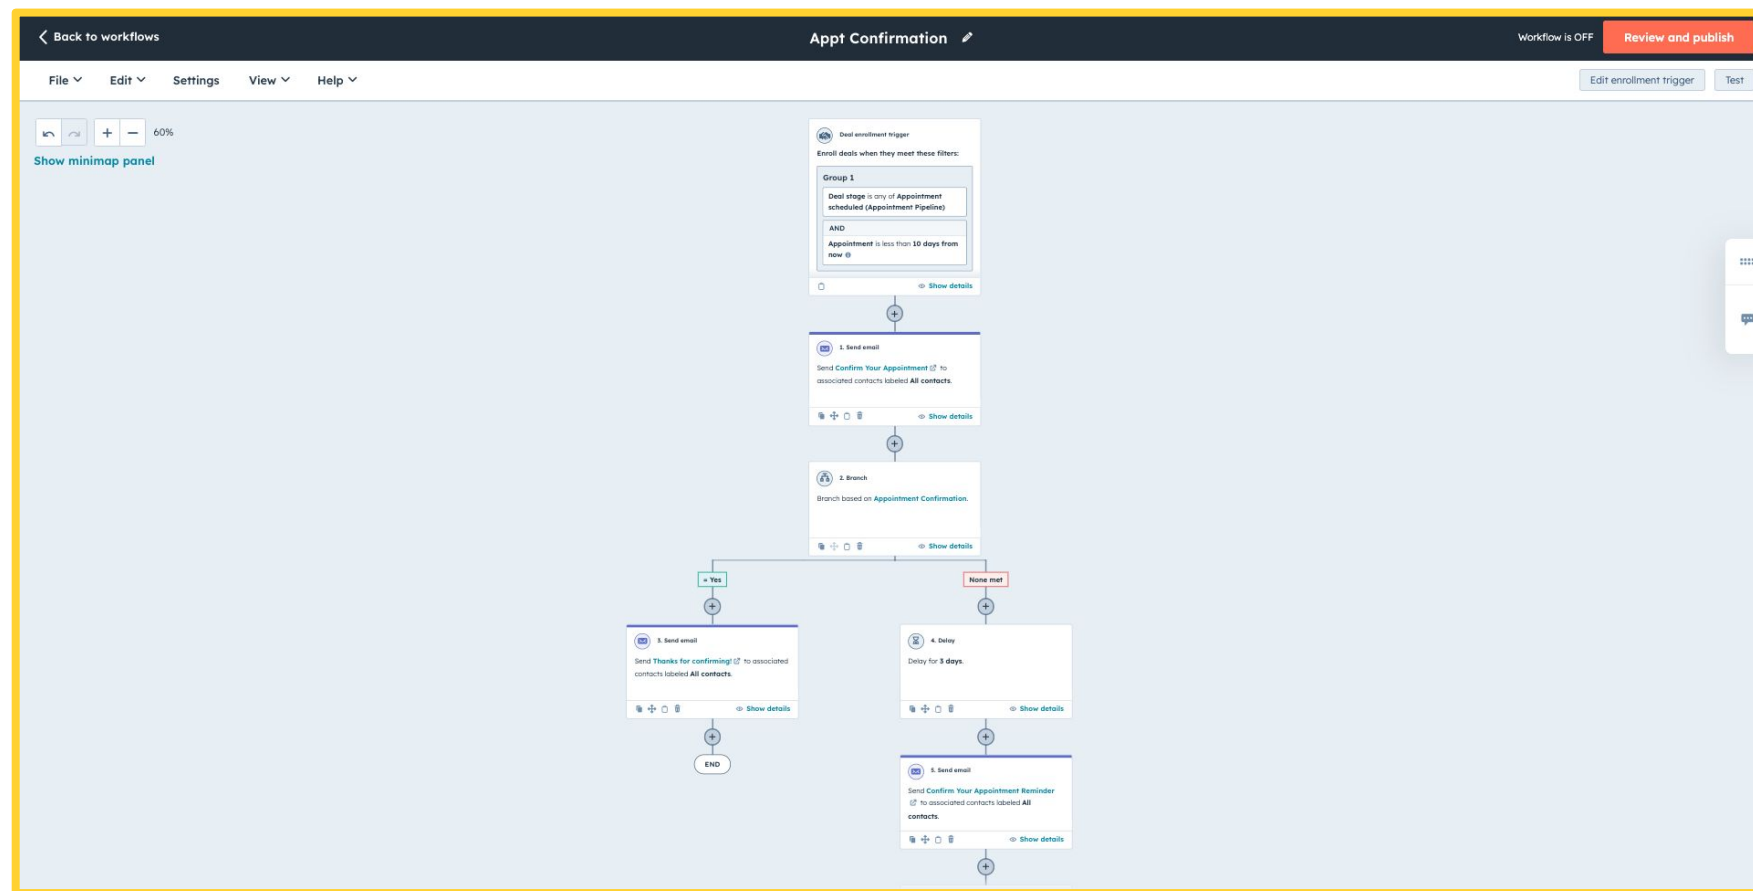 Back to workflows
Appt Confirmation
Workflow is OFF
Review and publish
File
Edit
Settings
View
Help
Edit enrollment trigger
Test
60%
Show minimap panel
Deal enrollment trigger
Enroll deals when they meet these filters:
Group 1
Deal stage is any of Appointment
scheduled (Appointment Pipeline)
AND
Appointment is less than 10 days from
now
Show details
1. Send email
Send Confirm Your Appointment to
associated contacts labeled All contacts.
Show details
2. Branch
Branch based on Appointment Confirmation.
Show details
= Yes
None met
3. Send email
Send Thanks for confirming! to associated
contacts labeled All contacts.
Show details
END
4. Delay
Delay for 3 days.
Show details
5. Send email
Send Confirm Your Appointment Reminder
to associated contacts labeled All
contacts.
Show details